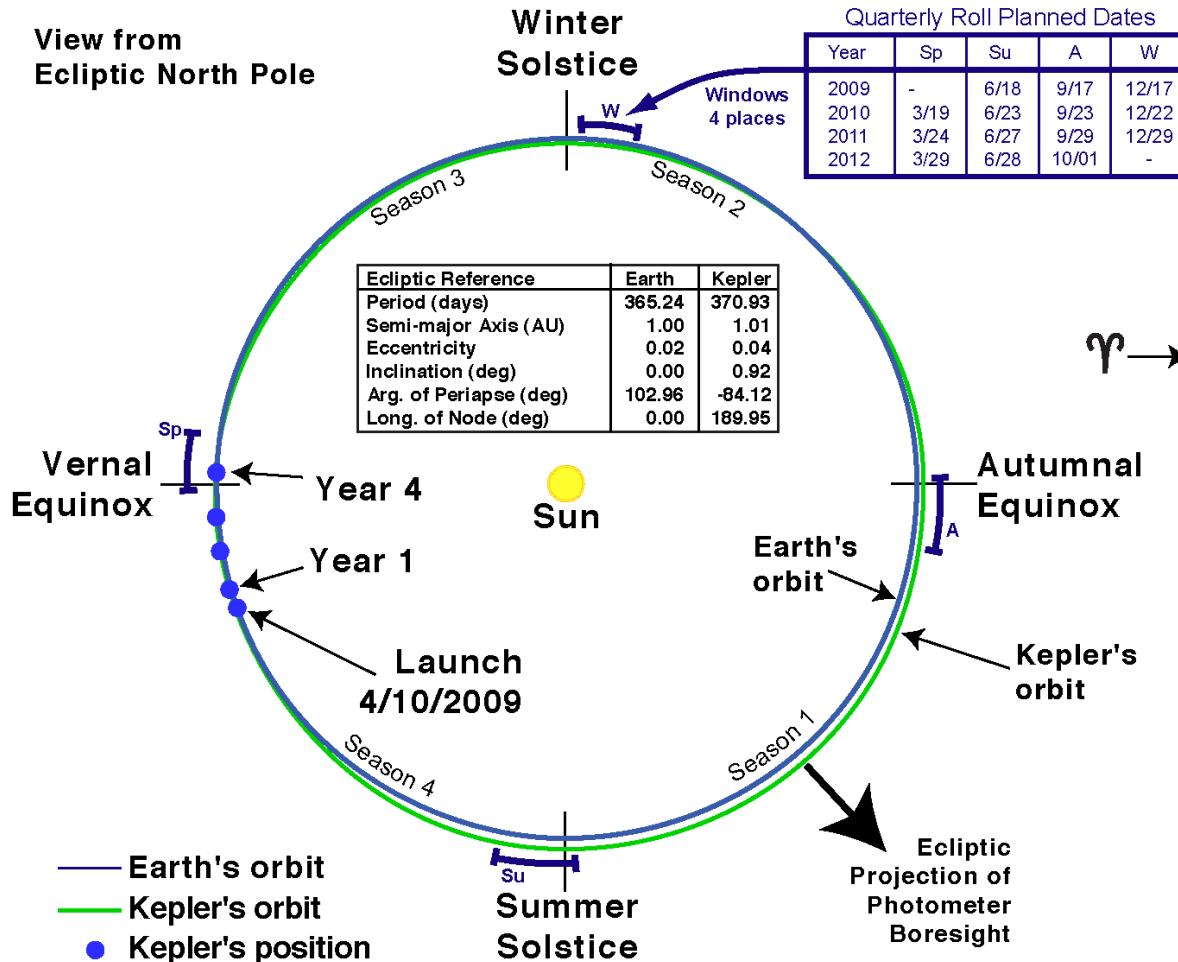 View from
Ecliptic North Pole
Winter
Solstice
Quarterly Roll Planned Dates
Year Sp Su A W
2009 - 6/18 9/17 12/17
2010 3/19 6/23 9/23 12/22
2011 3/24 6/27 9/29 12/29
2012 3/29 6/28 10/01 -
W
Windows
4 places
Season 3
Season 2
Ecliptic Reference Earth Kepler
Period (days) 365.24 370.93
Semi-major Axis (AU) 1.00 1.01
Eccentricity 0.02 0.04
Inclination (deg) 0.00 0.92
Arg. of Periapse (deg) 102.96 -84.12
Long. of Node (deg) 0.00 189.95
♈
Sp
Vernal
Equinox
Year 4
Sun
Autumnal
Equinox
A
Year 1
Earth's
orbit
Launch
4/10/2009
Kepler's
orbit
Season 4
Season 1
Su
Summer
Solstice
Ecliptic
Projection of
Photometer
Boresight
Earth's orbit
Kepler's orbit
Kepler's position